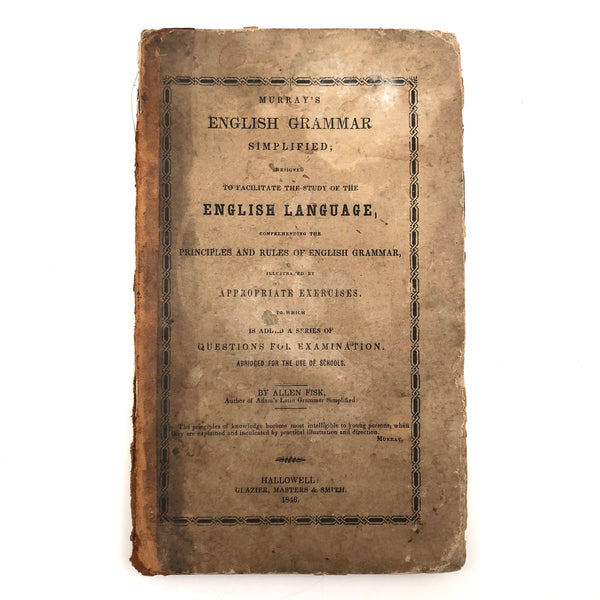 MURRAY'S
ENGLISH GRAMMAR
SIMPLIFIED;
DESIGNED
TO FACILITATE THE STUDY OF THE
ENGLISH LANGUAGE,
COMPREHENDING THE
PRINCIPLES AND RULES OF ENGLISH GRAMMAR,
ILLUSTRATED BY
APPROPRIATE EXERCISES.
TO WHICH
IS ADDED A SERIES OF
QUESTIONS FOR EXAMINATION.
ABRIDGED FOR THE USE OF SCHOOLS.
BY ALLEN FISK,
Author of Adam's Latin Grammar Simplified.
The principles of knowledge become most intelligible to young persons, when
they are explained and inculcated by practical illustration and direction.
MURRAY.
HALLOWELL:
GLAZIER, MASTERS & SMITH.
1846.